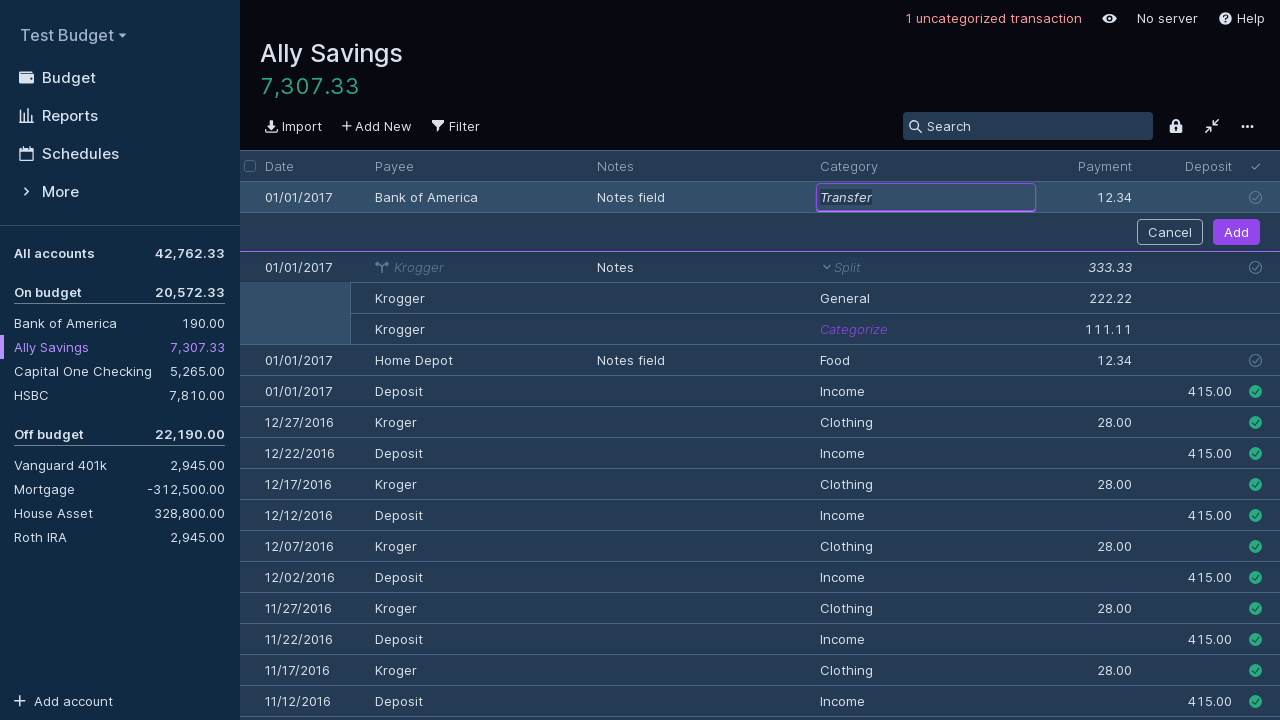 Test Budget
Budget
Reports
Schedules
More
All accounts 42,762.33
On budget 20,572.33
Bank of America 190.00
Ally Savings 7,307.33
Capital One Checking 5,265.00
HSBC 7,810.00
Off budget 22,190.00
Vanguard 401k 2,945.00
Mortgage -312,500.00
House Asset 328,800.00
Roth IRA 2,945.00
Add account
1 uncategorized transaction No server Help
Ally Savings
7,307.33
Import Add New Filter Search
Date Payee Notes Category Payment Deposit
01/01/2017 Bank of America Notes field Transfer 12.34
Cancel Add
01/01/2017 Krogger Notes Split 333.33
Krogger General 222.22
Krogger Categorize 111.11
01/01/2017 Home Depot Notes field Food 12.34
01/01/2017 Deposit Income 415.00
12/27/2016 Kroger Clothing 28.00
12/22/2016 Deposit Income 415.00
12/17/2016 Kroger Clothing 28.00
12/12/2016 Deposit Income 415.00
12/07/2016 Kroger Clothing 28.00
12/02/2016 Deposit Income 415.00
11/27/2016 Kroger Clothing 28.00
11/22/2016 Deposit Income 415.00
11/17/2016 Kroger Clothing 28.00
11/12/2016 Deposit Income 415.00